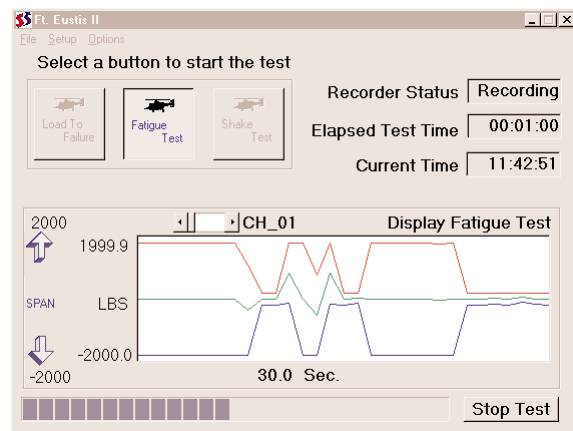 Ft. Eustis II
File Setup Options
Select a button to start the test
Load To Failure
Fatigue Test
Shake Test
Recorder Status Recording
Elapsed Test Time 00:01:00
Current Time 11:42:51
2000
CH_01 Display Fatigue Test
1999.9
SPAN
LBS
-2000.0
-2000
30.0 Sec.
Stop Test